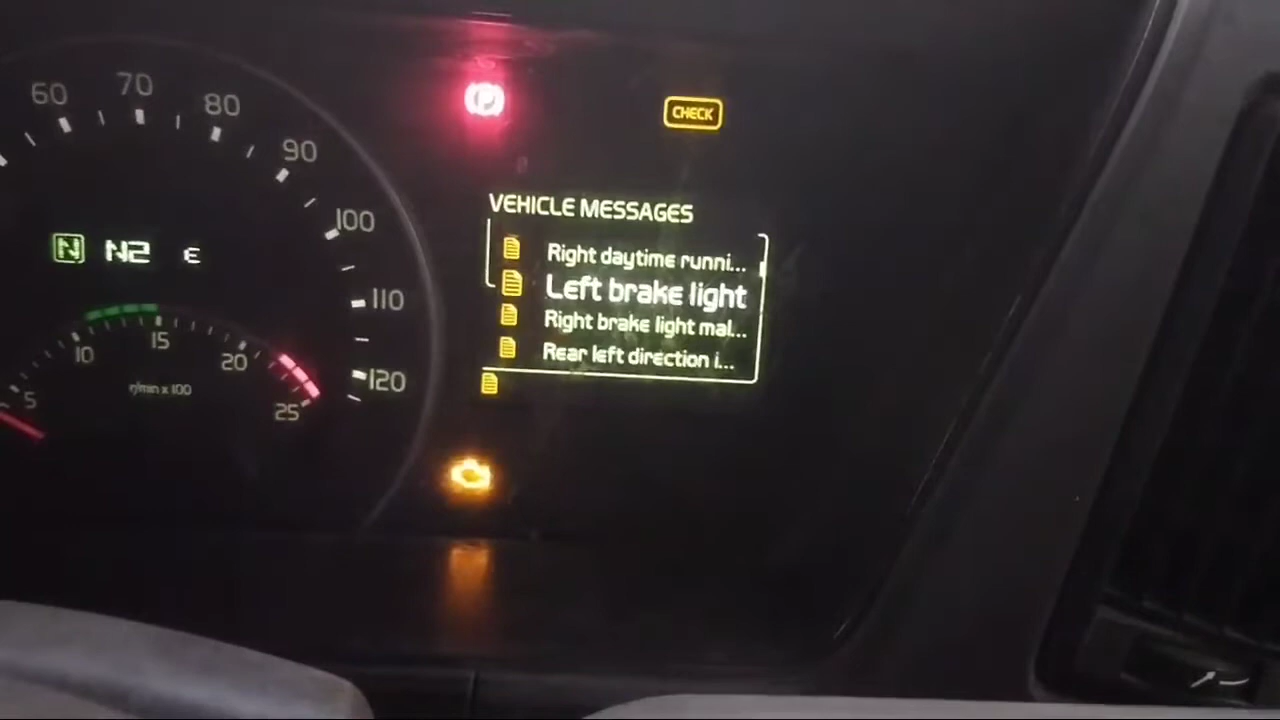 60
70
80
90
100
110
120
N N2 E
5
10
15
20
25
r/min x 100
P
CHECK
VEHICLE MESSAGES
Right daytime runni...
Left brake light
Right brake light mal...
Rear left direction i...